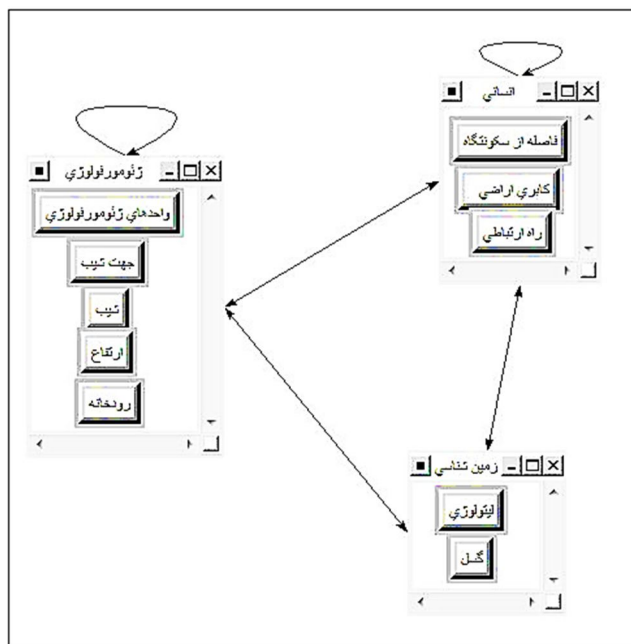 انساني
فاصله از سكونتگاه
كابري اراضي
راه ارتباطي
ژئومورفولوژي
واحدهاي ژئومورفولوژي
جهت شيب
شيب
ارتفاع
رودخانه
زمين شناسي
ليتولوژي
گسل